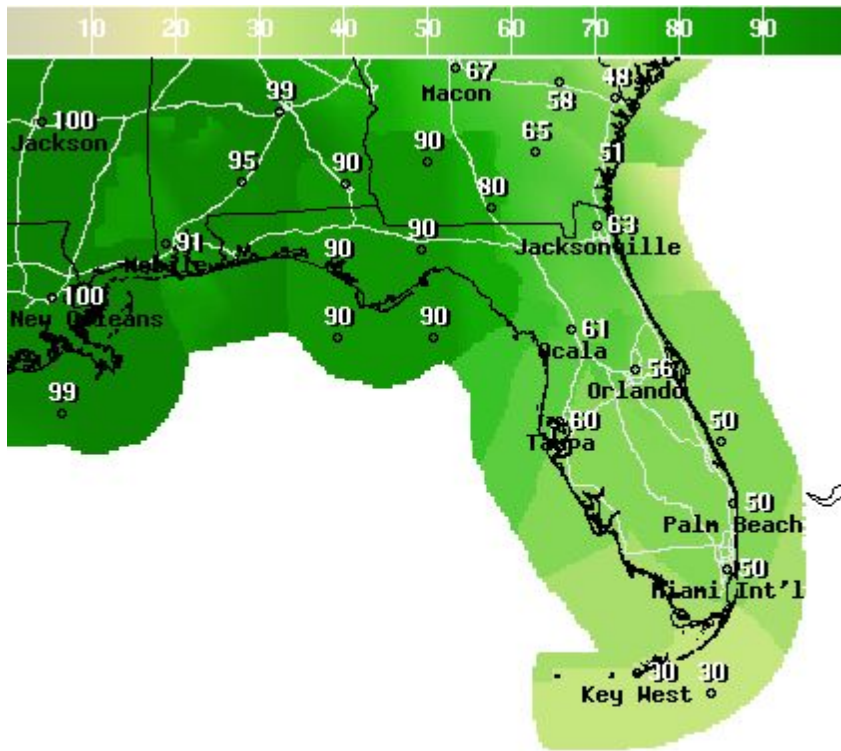 10 20 30 40 50 60 70 80 90
67
Macon
48
99
58
100
Jackson
65
51
90
95
90
80
63
Jacksonville
90
91
Mobile
90
100
New Orleans
61
Ocala
90
90
56
Orlando
99
60
Tampa
50
50
Palm Beach
50
Miami Int'l
30
30
Key West